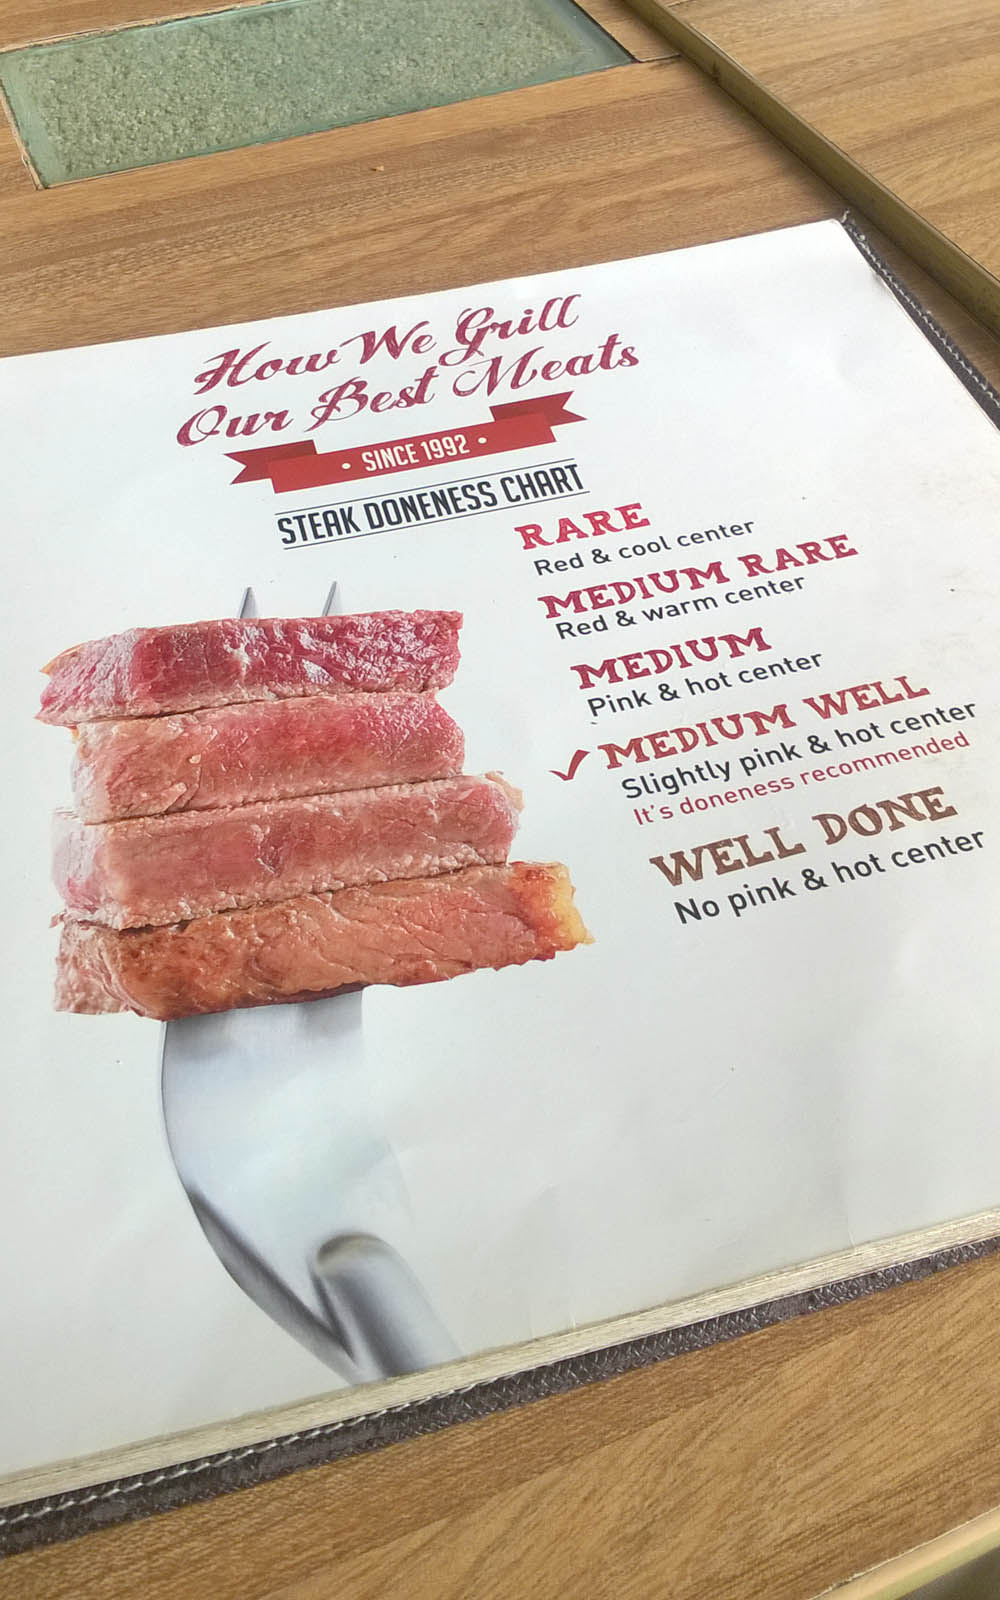 How We Grill
Our Best Meats
• SINCE 1992 •
STEAK DONENESS CHART
RARE
Red & cool center
MEDIUM RARE
Red & warm center
MEDIUM
Pink & hot center
✓ MEDIUM WELL
Slightly pink & hot center
It's doneness recommended
WELL DONE
No pink & hot center